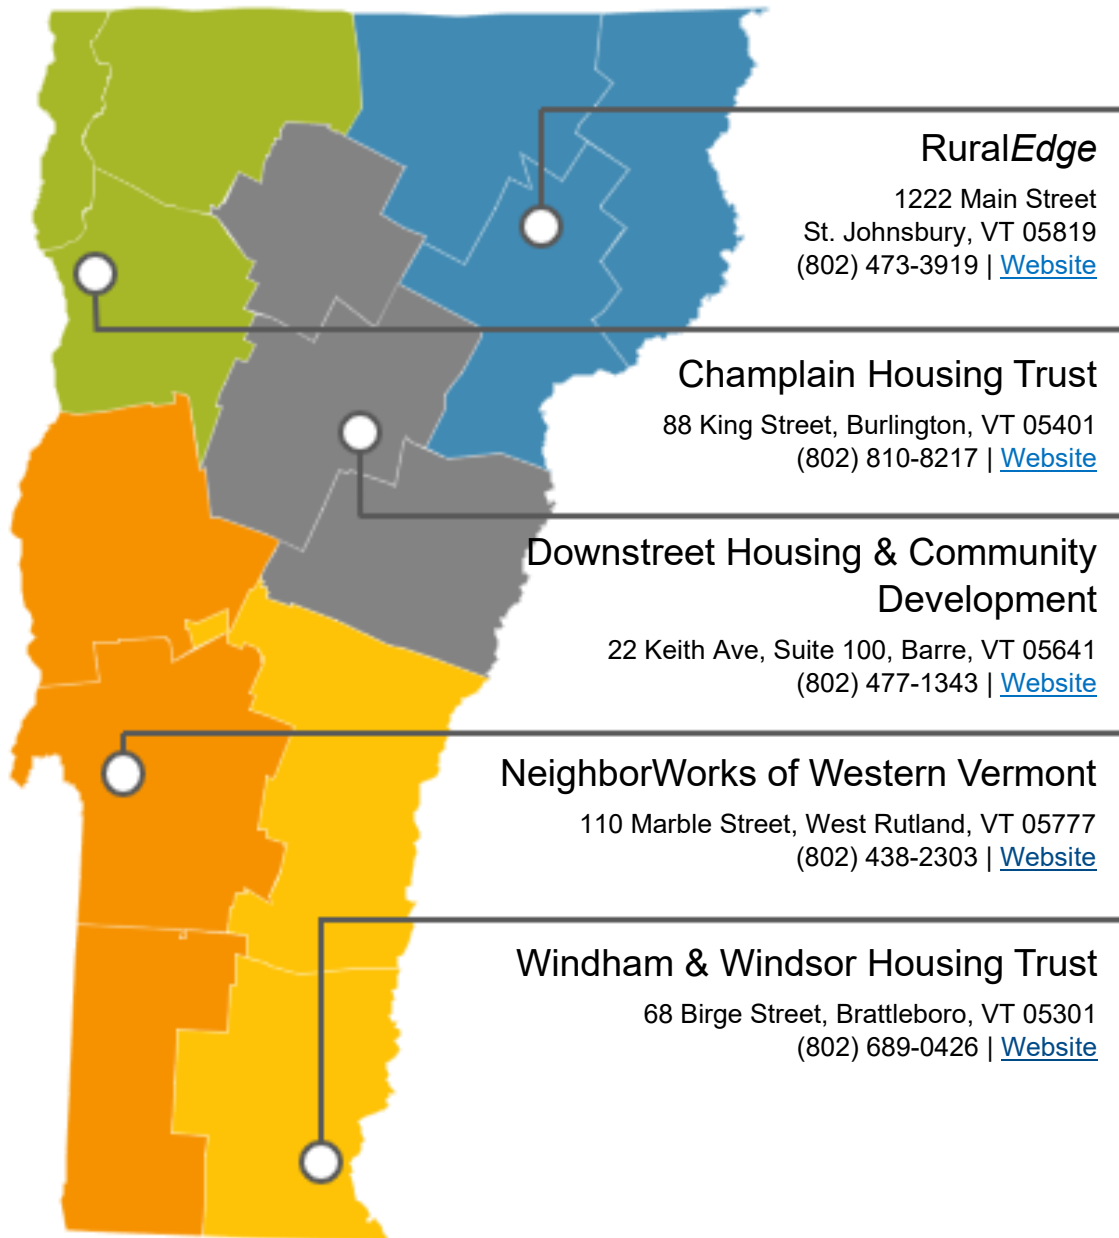 RuralEdge
1222 Main Street
St. Johnsbury, VT 05819
(802) 473-3919 | Website
Champlain Housing Trust
88 King Street, Burlington, VT 05401
(802) 810-8217 | Website
Downstreet Housing & Community
Development
22 Keith Ave, Suite 100, Barre, VT 05641
(802) 477-1343 | Website
NeighborWorks of Western Vermont
110 Marble Street, West Rutland, VT 05777
(802) 438-2303 | Website
Windham & Windsor Housing Trust
68 Birge Street, Brattleboro, VT 05301
(802) 689-0426 | Website